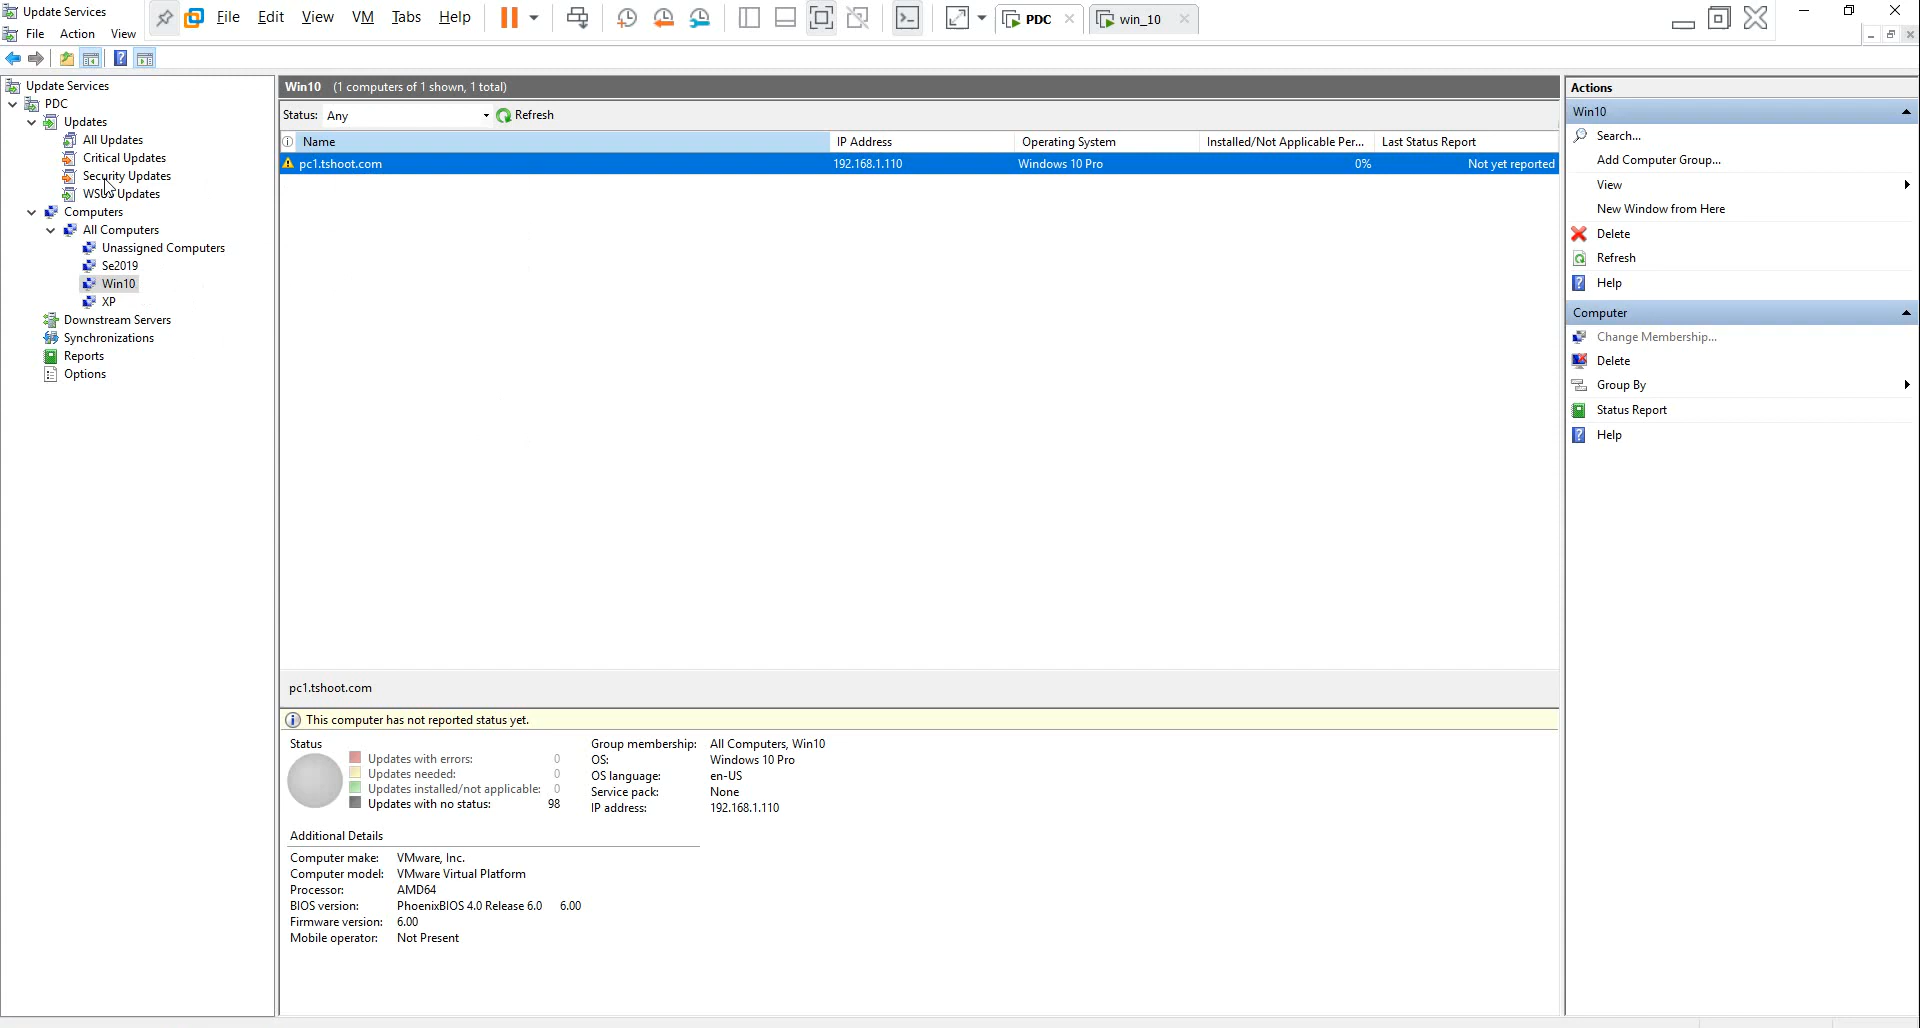 Update Services
File Edit View VM Tabs Help
PDC
win_10
File Action View
Update Services
PDC
Updates
All Updates
Critical Updates
Security Updates
WSUS Updates
Computers
All Computers
Unassigned Computers
Se2019
Win10
XP
Downstream Servers
Synchronizations
Reports
Options
Win10 (1 computers of 1 shown, 1 total)
Status: Any Refresh
Name IP Address Operating System Installed/Not Applicable Per... Last Status Report
pc1.tshoot.com 192.168.1.110 Windows 10 Pro 0% Not yet reported
pc1.tshoot.com
This computer has not reported status yet.
Status
Updates with errors: 0
Updates needed: 0
Updates installed/not applicable: 0
Updates with no status: 98
Group membership: All Computers, Win10
OS: Windows 10 Pro
OS language: en-US
Service pack: None
IP address: 192.168.1.110
Additional Details
Computer make: VMware, Inc.
Computer model: VMware Virtual Platform
Processor: AMD64
BIOS version: PhoenixBIOS 4.0 Release 6.0 6.00
Firmware version: 6.00
Mobile operator: Not Present
Actions
Win10
Search...
Add Computer Group...
View
New Window from Here
Delete
Refresh
Help
Computer
Change Membership...
Delete
Group By
Status Report
Help